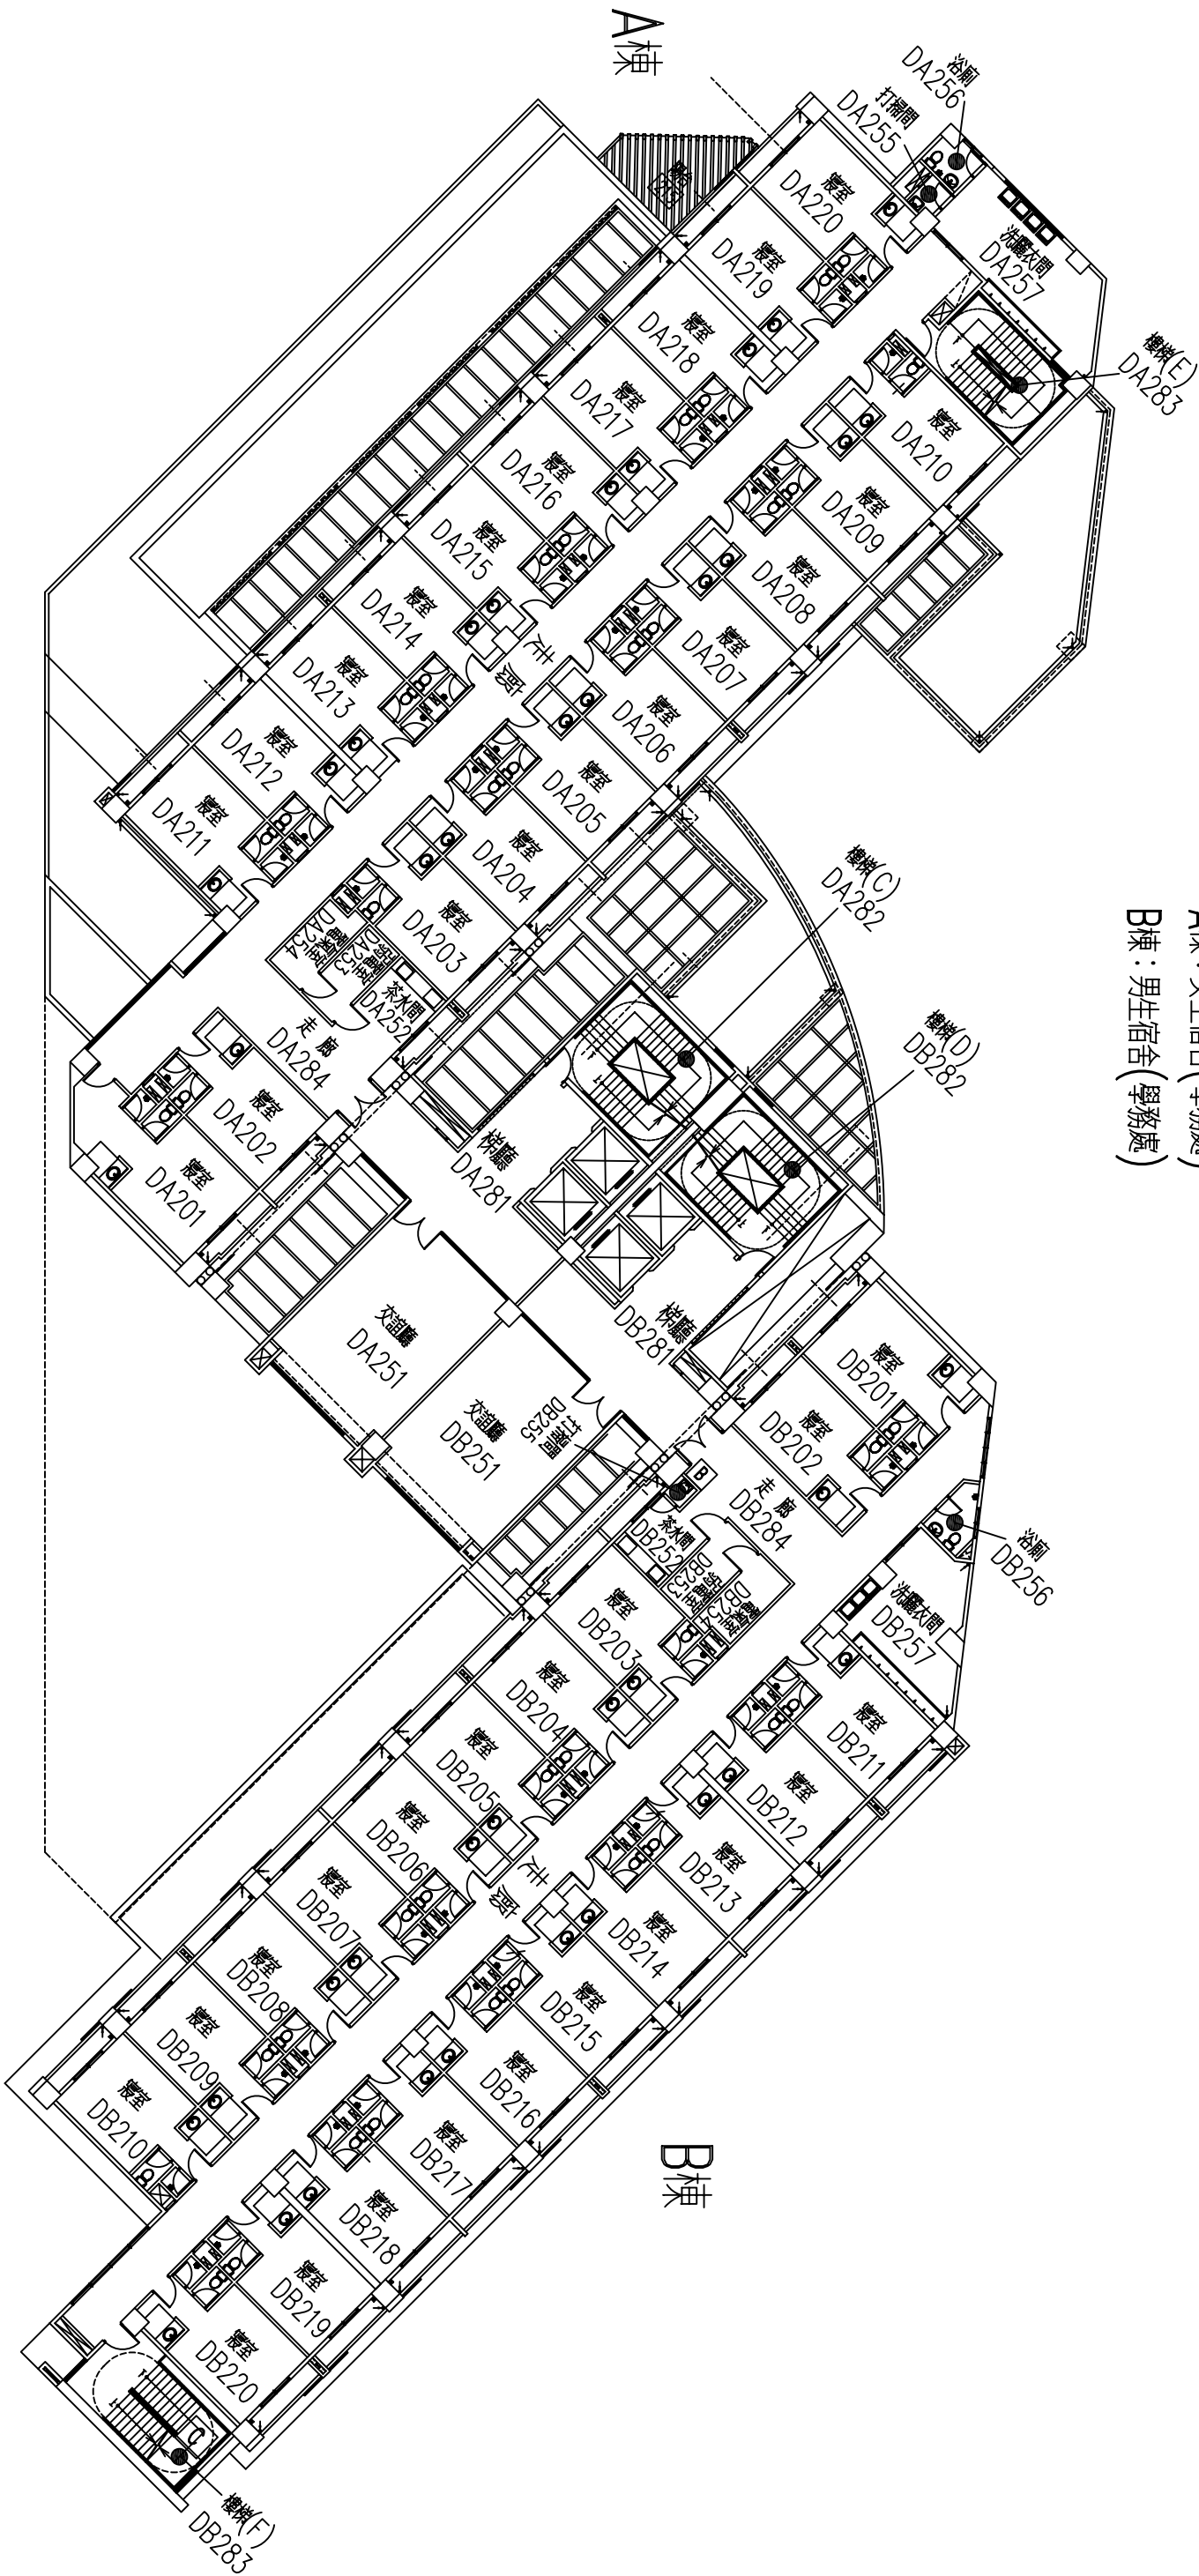 A棟
浴廁
DA256
打掃間
DA255
洗曬衣間
DA257
樓梯(E)
DA283
寢室
DA220
寢室
DA219
寢室
DA218
寢室
DA217
寢室
DA216
寢室
DA215
寢室
DA214
寢室
DA213
寢室
DA212
寢室
DA211
寢室
DA210
寢室
DA209
寢室
DA208
寢室
DA207
寢室
DA206
寢室
DA205
寢室
DA204
寢室
DA203
走廊
DA254
DA253
茶水間
DA252
走廊
DA284
寢室
DA202
寢室
DA201
樓梯(C)
DA282
樓梯(D)
DB282
梯廳
DA281
梯廳
DB281
交誼廳
DA251
交誼廳
DB251
打掃間
DB255
B
B棟：男生宿舍(學務處)
寢室
DB201
寢室
DB202
走廊
DB284
浴廁
DB256
洗曬衣間
DB257
茶水間
DB252
DB253
DB254
寢室
DB203
寢室
DB204
寢室
DB205
寢室
DB206
寢室
DB207
寢室
DB208
寢室
DB209
寢室
DB210
走廊
寢室
DB211
寢室
DB212
寢室
DB213
寢室
DB214
寢室
DB215
寢室
DB216
寢室
DB217
寢室
DB218
寢室
DB219
寢室
DB220
B棟
樓梯(F)
DB283